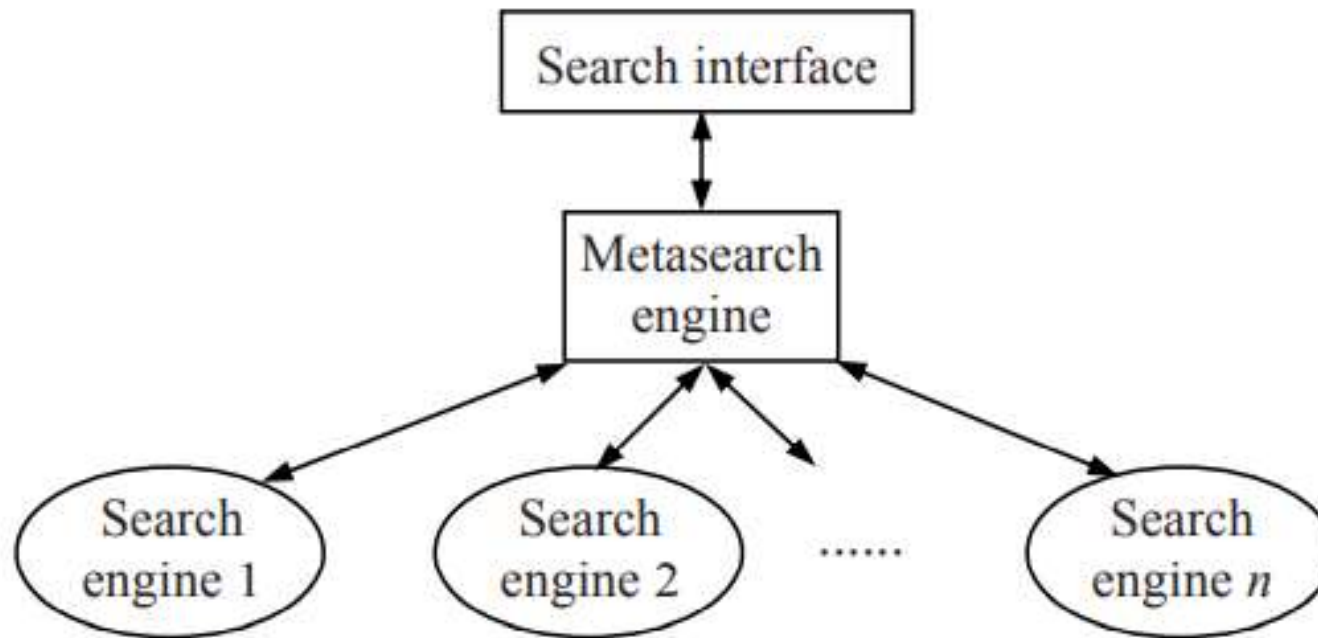 Search interface
Metasearch
engine
Search
engine 1
Search
engine 2
......
Search
engine n